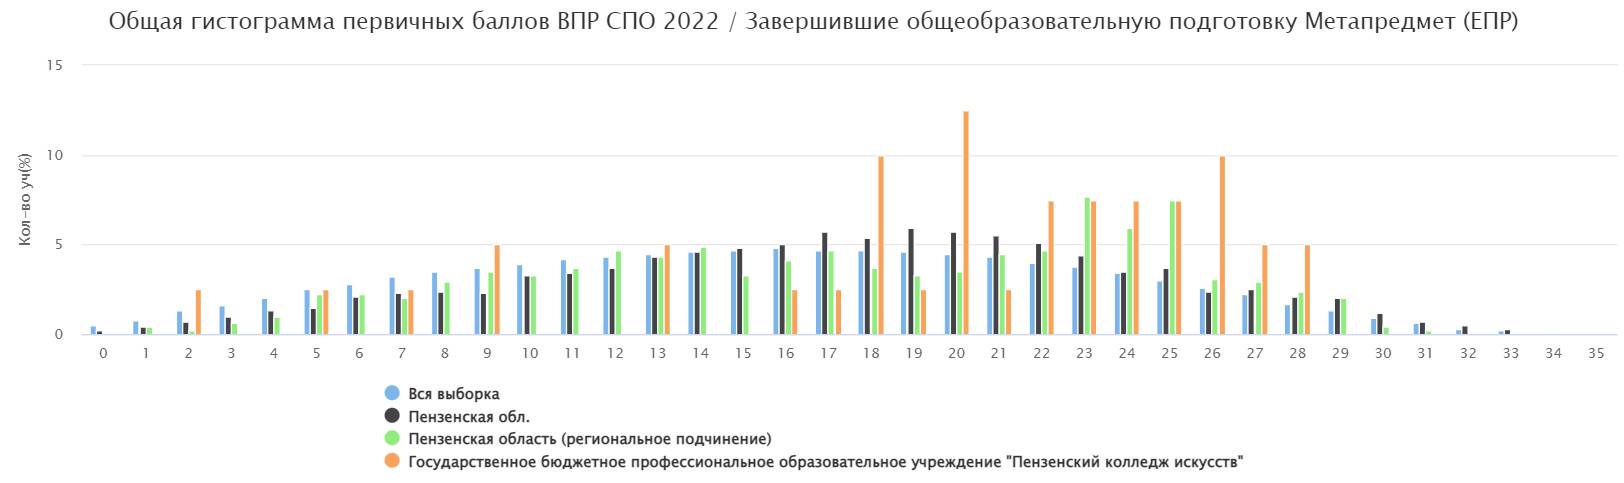 Общая гистограмма первичных баллов ВПР СПО 2022 / Завершившие общеобразовательную подготовку Метапредмет (ЕПР)
15
10
5
0
Кол-во уч(%)
0 1 2 3 4 5 6 7 8 9 10 11 12 13 14 15 16 17 18 19 20 21 22 23 24 25 26 27 28 29 30 31 32 33 34 35
Вся выборка
Пензенская обл.
Пензенская область (региональное подчинение)
Государственное бюджетное профессиональное образовательное учреждение "Пензенский колледж искусств"